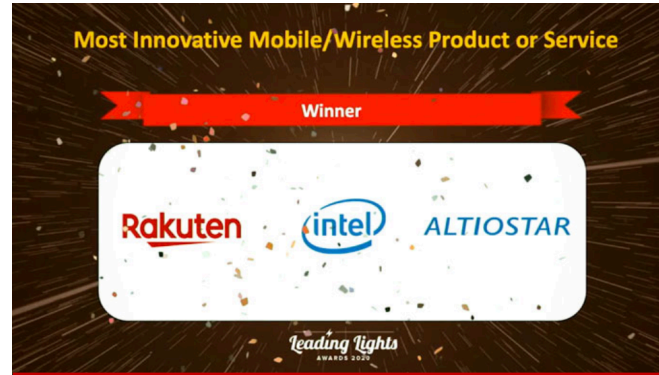 Most Innovative Mobile/Wireless Product or Service
Winner
Rakuten intel ALTIOSTAR
Leading Lights
AWARDS 2020